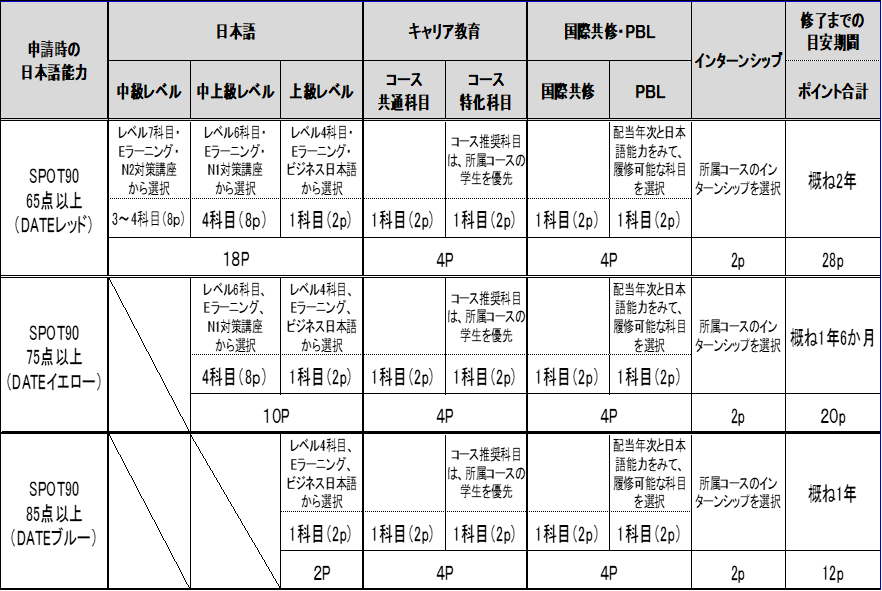 申請時の
日本語能力
日本語
キャリア教育
国際共修・PBL
インターンシップ
修了までの
目安期間
中級レベル
中上級レベル
上級レベル
コース
共通科目
コース
特化科目
国際共修
PBL
ポイント合計
SPOT90
65点以上
(DATEレッド)
レベル7科目・
Eラーニング・
N2対策講座
から選択
レベル6科目・
Eラーニング・
N1対策講座
から選択
レベル4科目・
Eラーニング・
ビジネス日本語
から選択
コース推奨科目
は、所属コースの
学生を優先
配当年次と日本
語能力をみて、
履修可能な科目
を選択
所属コースのイン
ターンシップを選択
概ね2年
3～4科目(8p)
4科目(8p)
1科目(2p)
1科目(2p)
1科目(2p)
1科目(2p)
1科目(2p)
18P
4P
4P
2p
28p
SPOT90
75点以上
(DATEイエロー)
レベル6科目、
Eラーニング、
N1対策講座
から選択
レベル4科目、
Eラーニング、
ビジネス日本語
から選択
コース推奨科目
は、所属コースの
学生を優先
配当年次と日本
語能力をみて、
履修可能な科目
を選択
所属コースのイン
ターンシップを選択
概ね1年6か月
4科目(8p)
1科目(2p)
1科目(2p)
1科目(2p)
1科目(2p)
1科目(2p)
10P
4P
4P
2p
20p
SPOT90
85点以上
(DATEブルー)
レベル4科目、
Eラーニング、
ビジネス日本語
から選択
コース推奨科目
は、所属コースの
学生を優先
配当年次と日本
語能力をみて、
履修可能な科目
を選択
所属コースのイン
ターンシップを選択
概ね1年
1科目(2p)
1科目(2p)
1科目(2p)
1科目(2p)
1科目(2p)
2P
4P
4P
2p
12p